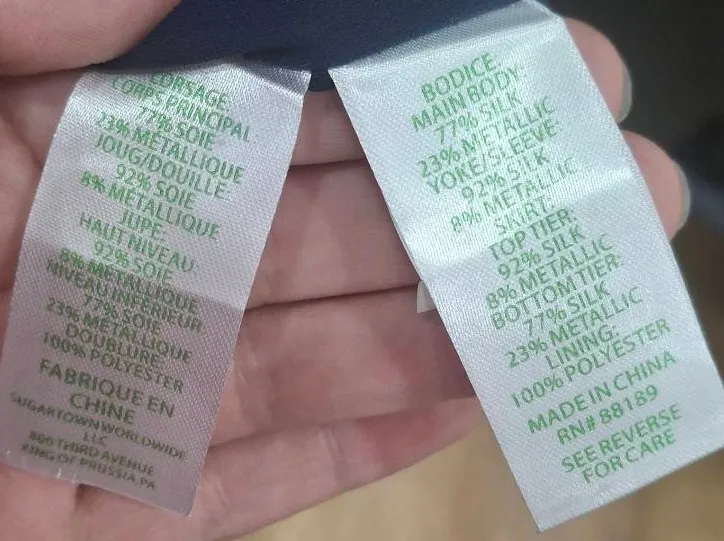 CORSAGE:
CORPS PRINCIPAL:
77% SOIE
23% METALLIQUE
JOUG/DOUILLE:
92% SOIE
8% METALLIQUE
JUPE:
HAUT NIVEAU:
92% SOIE
8% METALLIQUE
NIVEAU INFERIEUR
77% SOIE
23% METALLIQUE
DOUBLURE
100% POLYESTER
FABRIQUE EN
CHINE
SUGARTOWN WORLDWIDE
LLC
800 THIRD AVENUE
KING OF PRUSSIA, PA
BODICE
MAIN BODY:
77% SILK
23% METALLIC
YOKE/SLEEVE:
92% SILK
8% METALLIC
SKIRT:
TOP TIER:
92% SILK
8% METALLIC
BOTTOM TIER:
77% SILK
23% METALLIC
LINING:
100% POLYESTER
MADE IN CHINA
RN# 88189
SEE REVERSE
FOR CARE